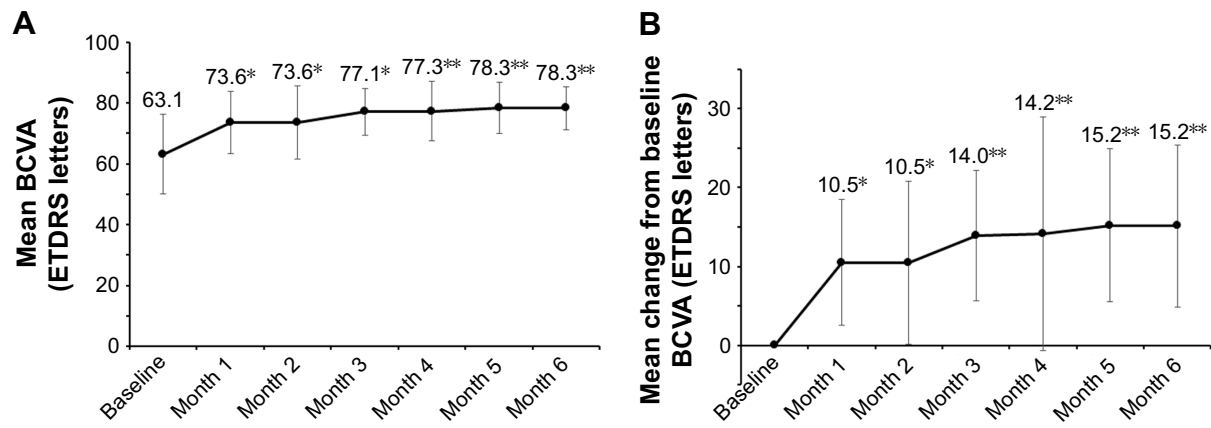 A
Mean BCVA
(ETDRS letters)
100
80
60
40
20
0
63.1
73.6*
73.6*
77.1*
77.3**
78.3**
78.3**
Baseline
Month 1
Month 2
Month 3
Month 4
Month 5
Month 6
B
Mean change from baseline
BCVA (ETDRS letters)
30
20
10
0
10.5*
10.5*
14.0**
14.2**
15.2**
15.2**
Baseline
Month 1
Month 2
Month 3
Month 4
Month 5
Month 6